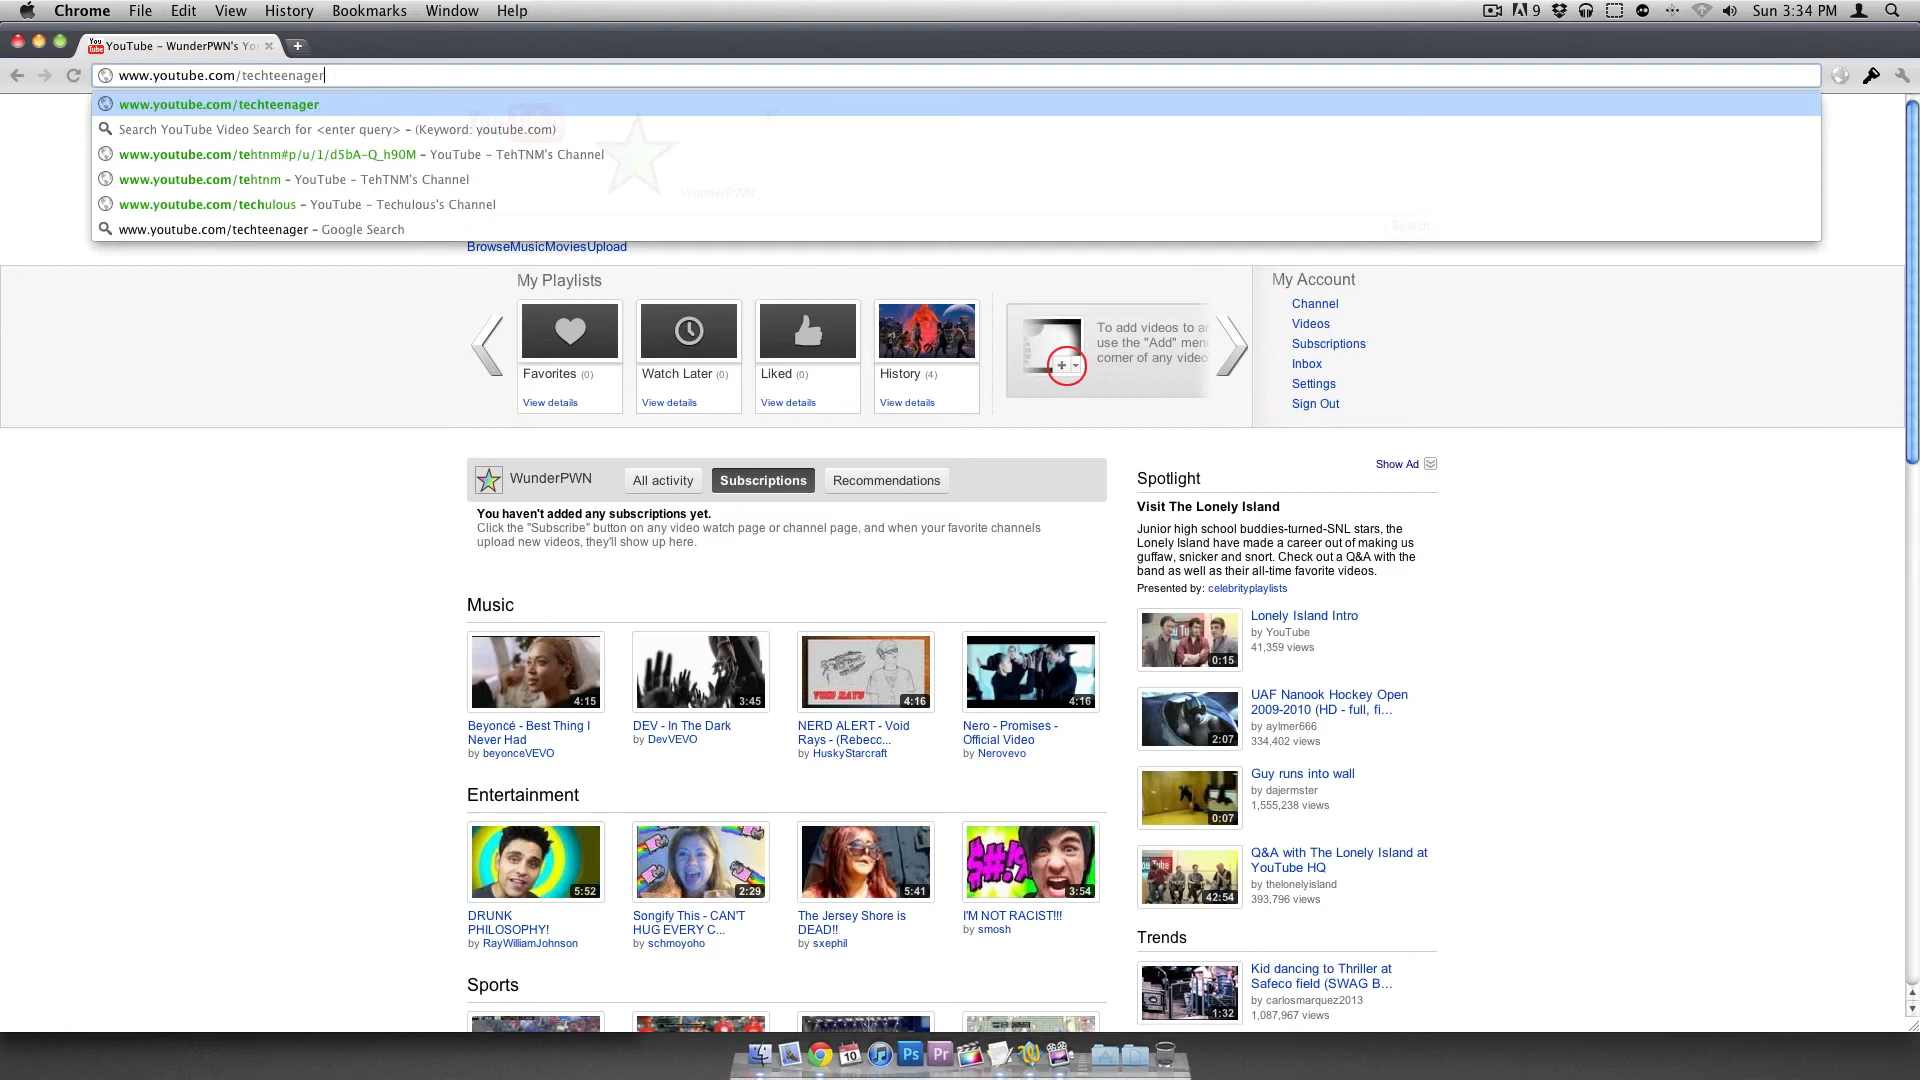 Chrome File Edit View History Bookmarks Window Help
9 Sun 3:34 PM
YouTube – WunderPWN's Yo
www.youtube.com/techteenager
www.youtube.com/techteenager
Search YouTube Video Search for <enter query> – (Keyword: youtube.com)
www.youtube.com/tehtnm#p/u/1/d5bA-Q_h90M – YouTube – TehTNM's Channel
www.youtube.com/tehtnm – YouTube – TehTNM's Channel
WunderPWN
www.youtube.com/techulous – YouTube – Techulous's Channel
www.youtube.com/techteenager – Google Search
Search
BrowseMusicMoviesUpload
My Playlists
Favorites (0)
View details
Watch Later (0)
View details
Liked (0)
View details
History (4)
View details
To add videos to a
use the "Add" menu
corner of any video
My Account
Channel
Videos
Subscriptions
Inbox
Settings
Sign Out
WunderPWN All activity Subscriptions Recommendations
You haven't added any subscriptions yet.
Click the "Subscribe" button on any video watch page or channel page, and when your favorite channels
upload new videos, they'll show up here.
Music
4:15
Beyoncé - Best Thing I
Never Had
by beyonceVEVO
3:45
DEV - In The Dark
by DevVEVO
VOID RAYS
4:16
NERD ALERT - Void
Rays - (Rebecc...
by HuskyStarcraft
4:16
Nero - Promises -
Official Video
by Nerovevo
Entertainment
5:52
DRUNK
PHILOSOPHY!
by RayWilliamJohnson
2:29
Songify This - CAN'T
HUG EVERY C...
by schmoyoho
5:41
The Jersey Shore is
DEAD!!
by sxephil
$#!?
3:54
I'M NOT RACIST!!!
by smosh
Sports
Show Ad
Spotlight
Visit The Lonely Island
Junior high school buddies-turned-SNL stars, the
Lonely Island have made a career out of making us
guffaw, snicker and snort. Check out a Q&A with the
band as well as their all-time favorite videos.
Presented by: celebrityplaylists
0:15
Lonely Island Intro
by YouTube
41,359 views
2:07
UAF Nanook Hockey Open
2009-2010 (HD - full, fi...
by aylmer666
334,402 views
0:07
Guy runs into wall
by dajermster
1,555,238 views
42:54
Q&A with The Lonely Island at
YouTube HQ
by thelonelyisland
393,796 views
Trends
1:32
Kid dancing to Thriller at
Safeco field (SWAG B...
by carlosmarquez2013
1,087,967 views
10 Ps Pr